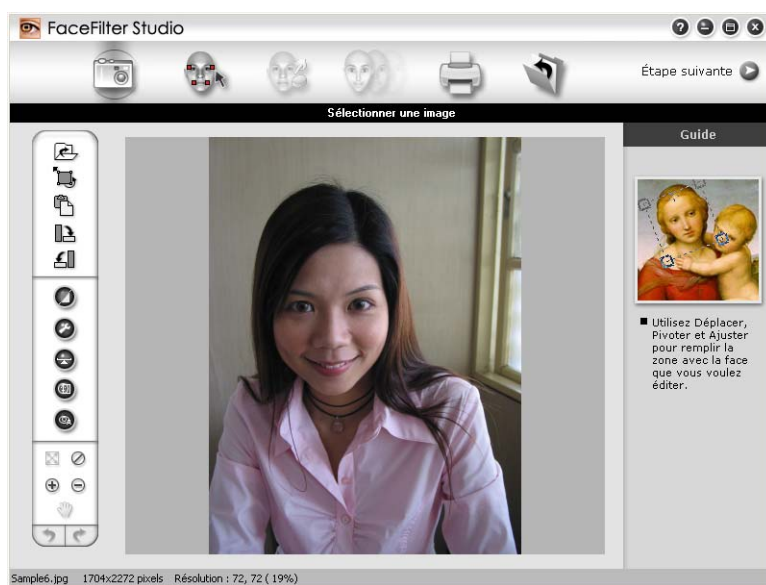 FaceFilter Studio
Étape suivante
Sélectionner une image
Guide
Utilisez Déplacer,
Pivoter et Ajuster
pour remplir la
zone avec la face
que vous voulez
éditer.
Sample6.jpg 1704x2272 pixels Résolution : 72, 72 ( 19%)